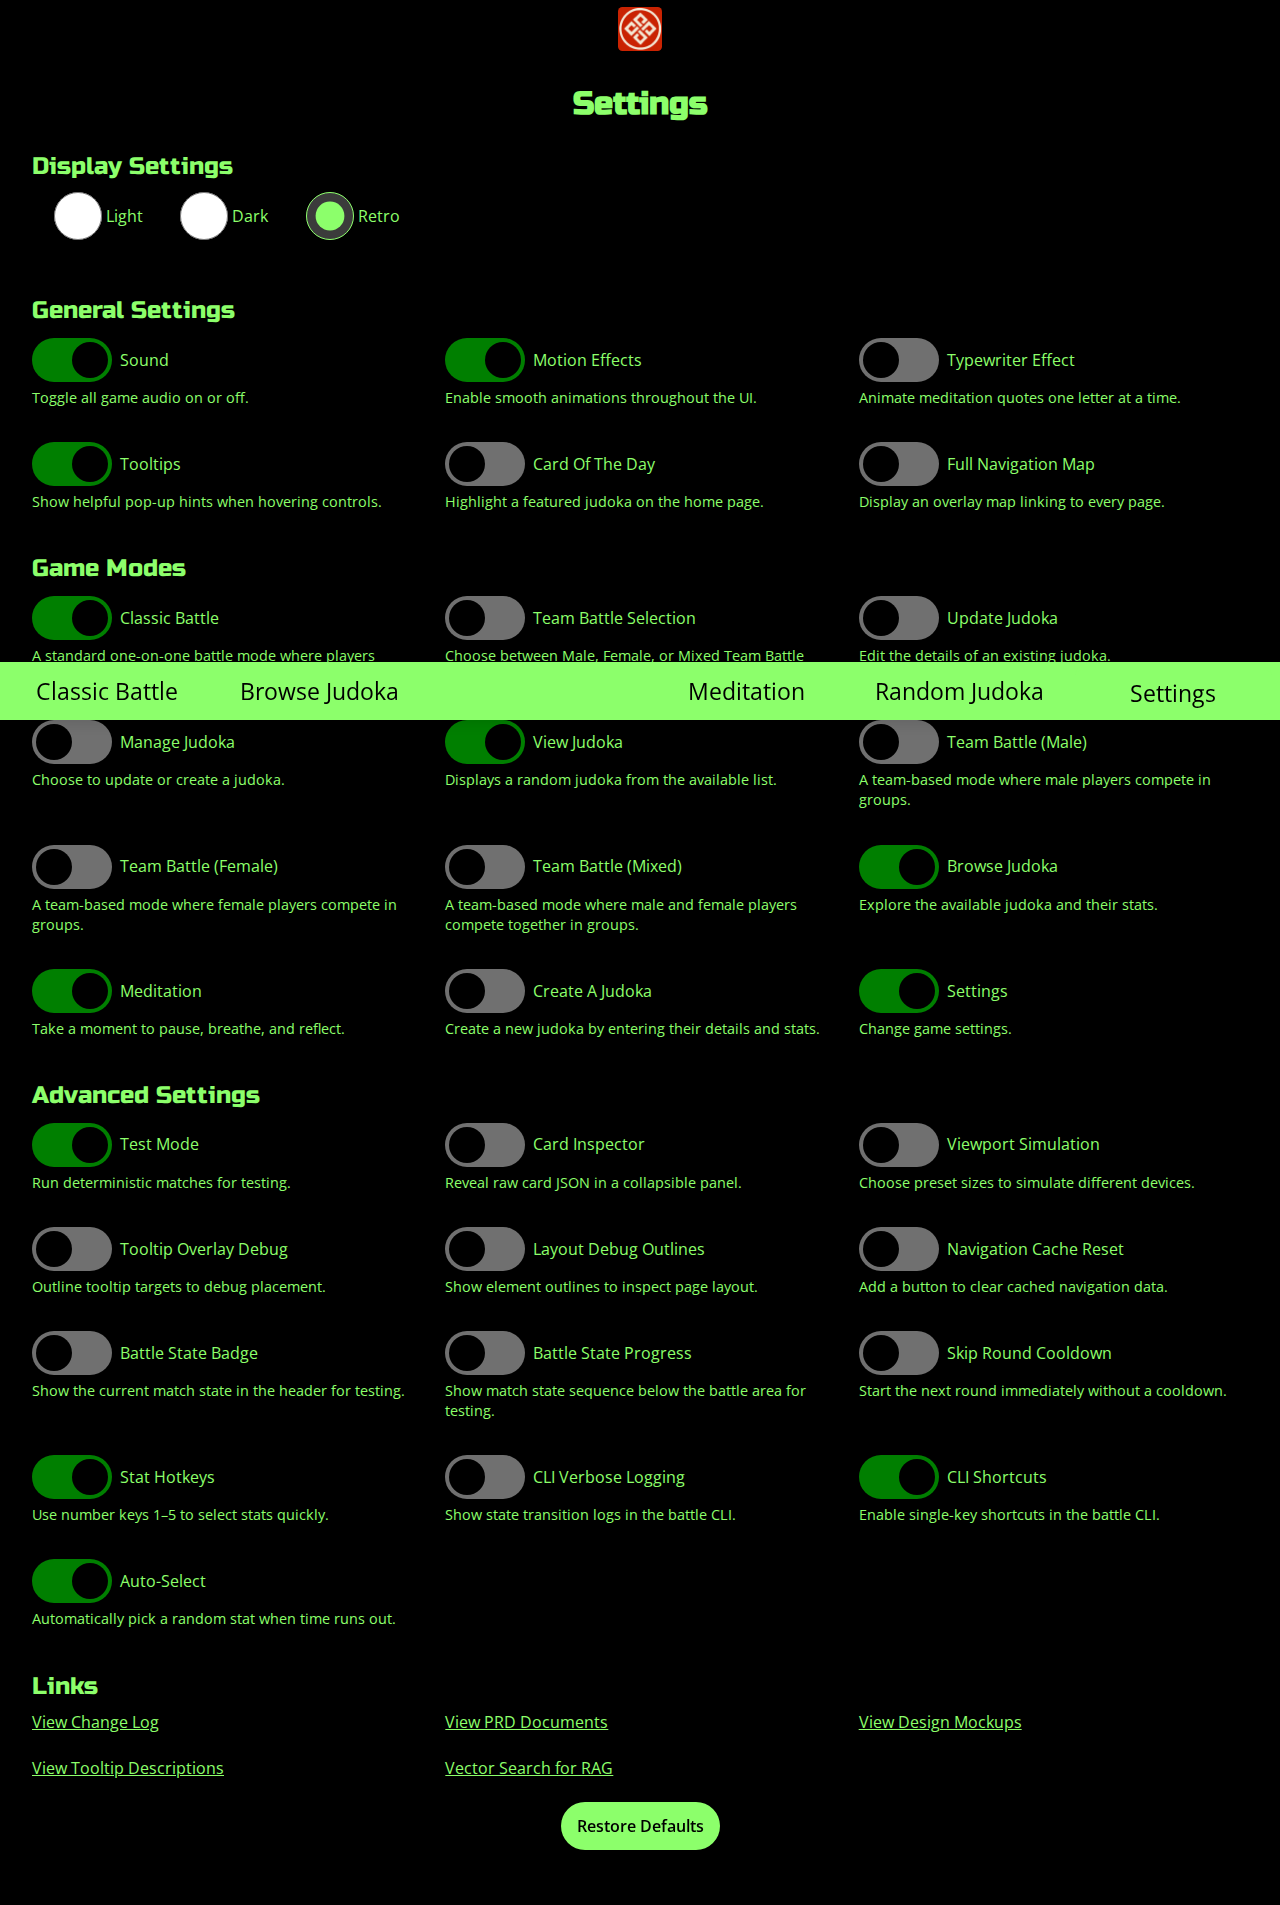 Settings
Display Settings
Light
Dark
Retro
General Settings
Sound
Motion Effects
Typewriter Effect
Toggle all game audio on or off.
Enable smooth animations throughout the UI.
Animate meditation quotes one letter at a time.
Tooltips
Card Of The Day
Full Navigation Map
Show helpful pop-up hints when hovering controls.
Highlight a featured judoka on the home page.
Display an overlay map linking to every page.
Game Modes
Classic Battle
Team Battle Selection
Update Judoka
A standard one-on-one battle mode where players
Choose between Male, Female, or Mixed Team Battle
Edit the details of an existing judoka.
Classic Battle
Browse Judoka
Meditation
Random Judoka
Settings
Manage Judoka
View Judoka
Team Battle (Male)
Choose to update or create a judoka.
Displays a random judoka from the available list.
A team-based mode where male players compete in
groups.
Team Battle (Female)
Team Battle (Mixed)
Browse Judoka
A team-based mode where female players compete in
groups.
A team-based mode where male and female players
compete together in groups.
Explore the available judoka and their stats.
Meditation
Create A Judoka
Settings
Take a moment to pause, breathe, and reflect.
Create a new judoka by entering their details and stats.
Change game settings.
Advanced Settings
Test Mode
Card Inspector
Viewport Simulation
Run deterministic matches for testing.
Reveal raw card JSON in a collapsible panel.
Choose preset sizes to simulate different devices.
Tooltip Overlay Debug
Layout Debug Outlines
Navigation Cache Reset
Outline tooltip targets to debug placement.
Show element outlines to inspect page layout.
Add a button to clear cached navigation data.
Battle State Badge
Battle State Progress
Skip Round Cooldown
Show the current match state in the header for testing.
Show match state sequence below the battle area for
testing.
Start the next round immediately without a cooldown.
Stat Hotkeys
CLI Verbose Logging
CLI Shortcuts
Use number keys 1–5 to select stats quickly.
Show state transition logs in the battle CLI.
Enable single-key shortcuts in the battle CLI.
Auto-Select
Automatically pick a random stat when time runs out.
Links
View Change Log
View PRD Documents
View Design Mockups
View Tooltip Descriptions
Vector Search for RAG
Restore Defaults